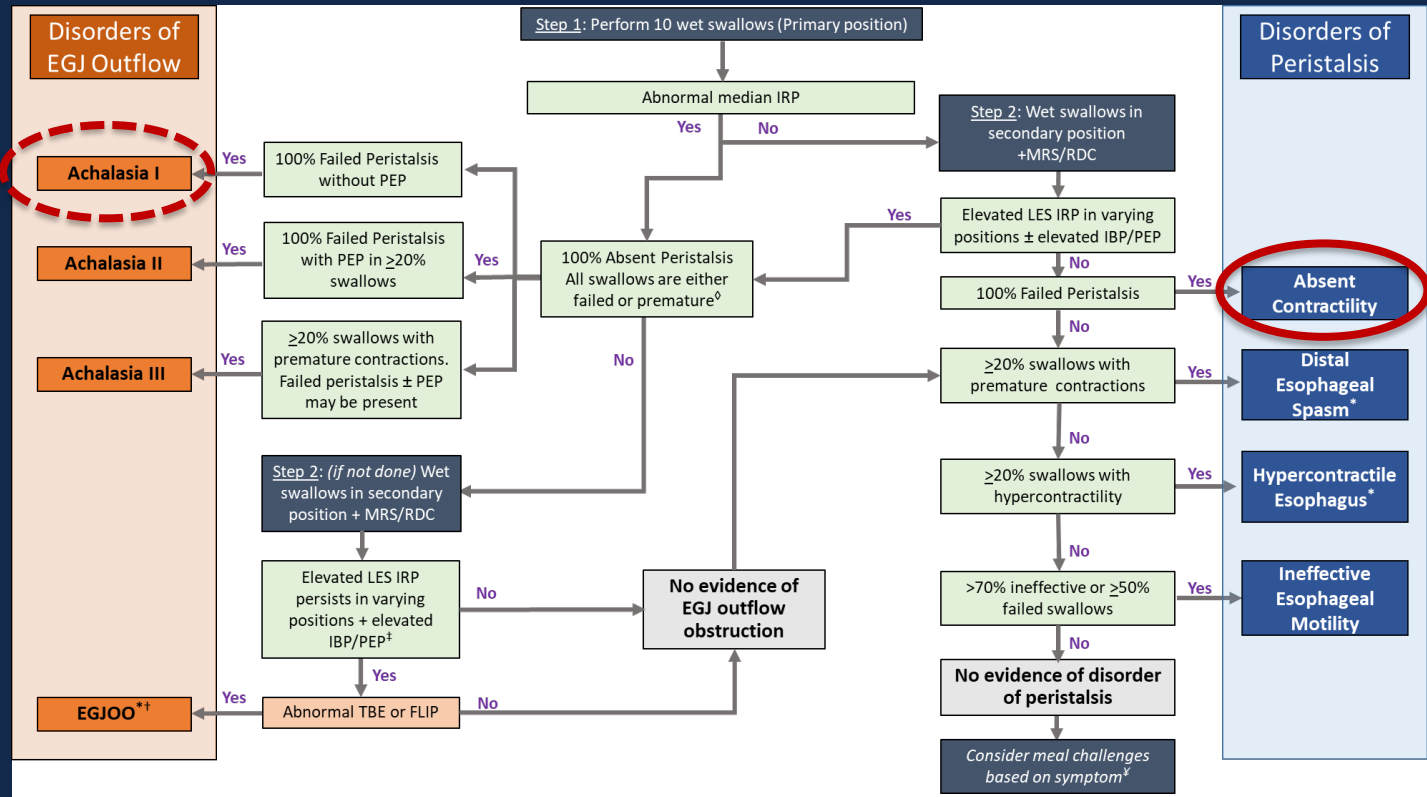 Disorders of
EGJ Outflow
Step 1: Perform 10 wet swallows (Primary position)
Disorders of
Peristalsis
Abnormal median IRP
Yes
No
Step 2: Wet swallows in
secondary position
+MRS/RDC
Achalasia I
Yes
100% Failed Peristalsis
without PEP
Yes
Elevated LES IRP in varying
positions ± elevated IBP/PEP
Achalasia II
Yes
100% Failed Peristalsis
with PEP in ≥20%
swallows
Yes
100% Absent Peristalsis
All swallows are either
failed or premature◊
No
100% Failed Peristalsis
Yes
Absent
Contractility
No
Achalasia III
Yes
≥20% swallows with
premature contractions.
Failed peristalsis ± PEP
may be present
No
≥20% swallows with
premature contractions
Yes
Distal
Esophageal
Spasm*
No
Step 2: (if not done) Wet
swallows in secondary
position + MRS/RDC
≥20% swallows with
hypercontractility
Yes
Hypercontractile
Esophagus*
No
Elevated LES IRP
persists in varying
positions + elevated
IBP/PEP‡
No
No evidence of
EGJ outflow
obstruction
>70% ineffective or ≥50%
failed swallows
Yes
Ineffective
Esophageal
Motility
Yes
No
EGJOO*†
Yes
Abnormal TBE or FLIP
No
No evidence of disorder
of peristalsis
Consider meal challenges
based on symptom¥